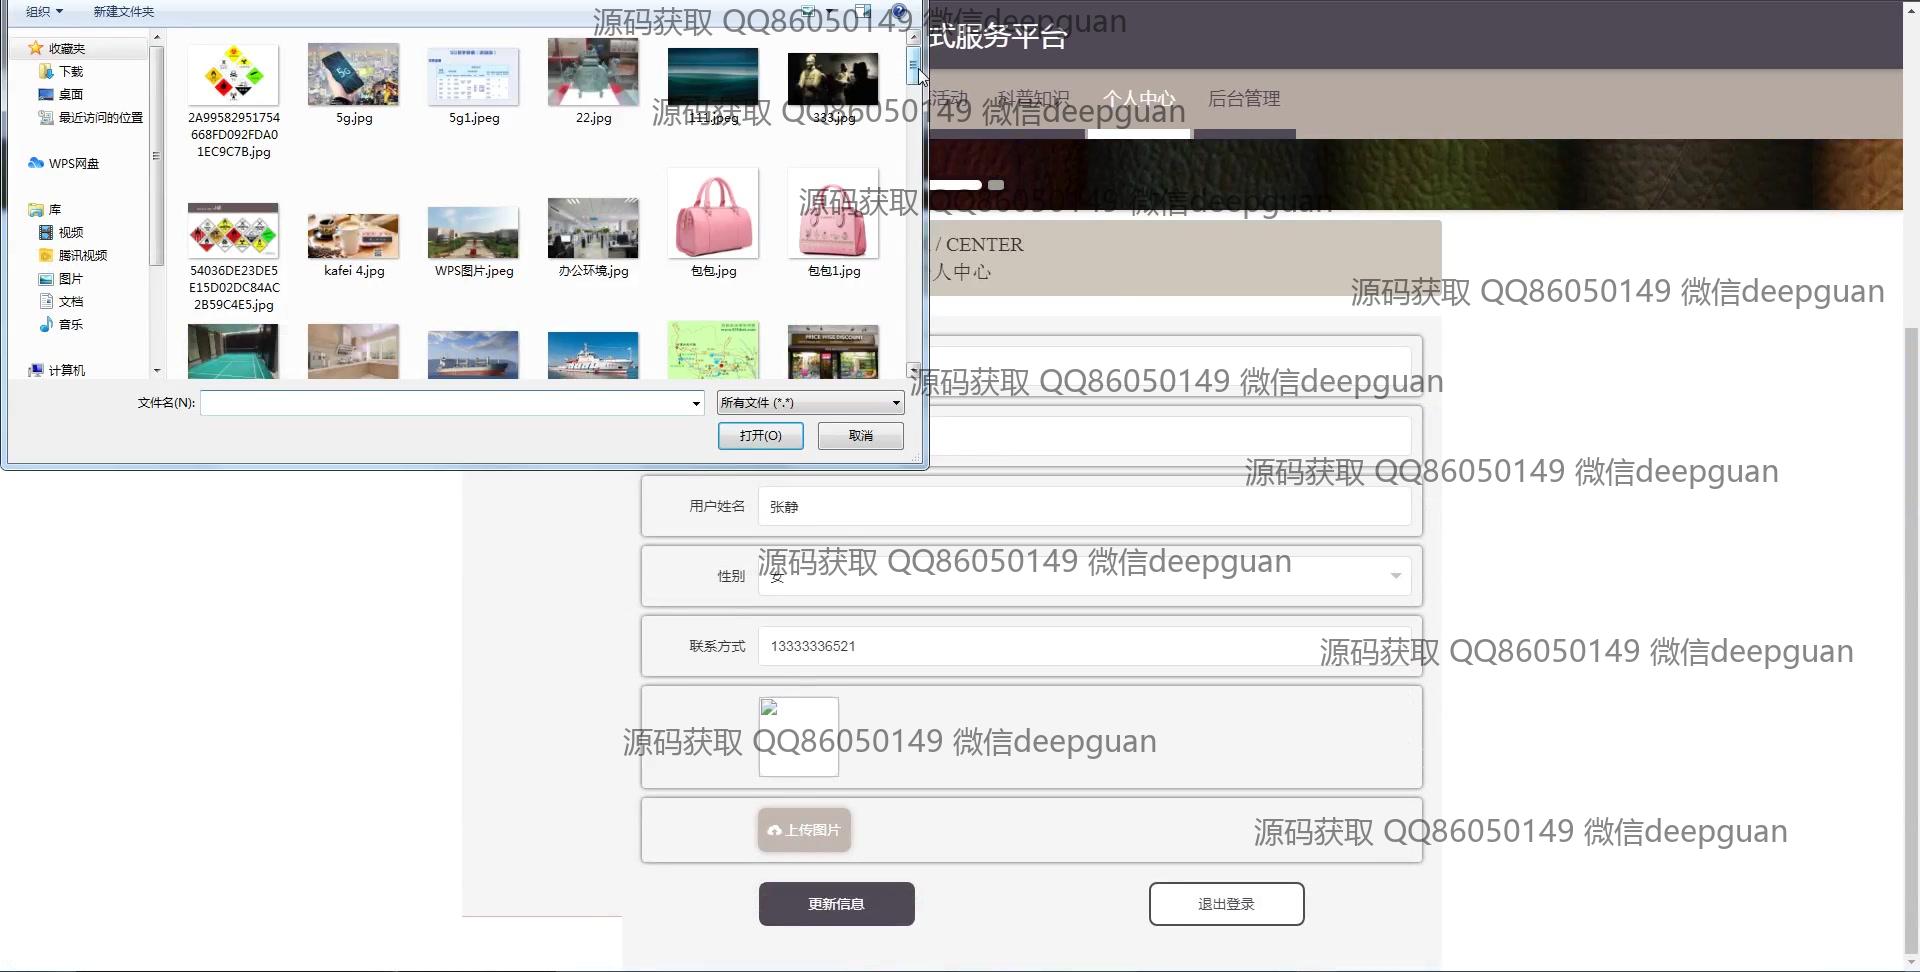 组织
新建文件夹
收藏夹
下载
桌面
最近访问的位置
WPS网盘
库
视频
腾讯视频
图片
文档
音乐
计算机
2A99582951754
668FD092FDA0
1EC9C7B.jpg
5g.jpg
5g1.jpeg
22.jpg
111.jpeg
333.jpg
54036DE23DE5
E15D02DC84AC
2B59C4E5.jpg
kafei 4.jpg
WPS图片.jpeg
办公环境.jpg
包包.jpg
包包1.jpg
文件名(N):
所有文件 (*.*)
打开(O)
取消
式服务平台
活动
科普知识
个人中心
后台管理
/ CENTER
人中心
用户姓名
张静
性别
女
联系方式
13333336521
上传图片
更新信息
退出登录
源码获取 QQ86050149 微信deepguan
源码获取 QQ86050149 微信deepguan
源码获取 QQ86050149 微信deepguan
源码获取 QQ86050149 微信deepguan
源码获取 QQ86050149 微信deepguan
源码获取 QQ86050149 微信deepguan
源码获取 QQ86050149 微信deepguan
源码获取 QQ86050149 微信deepguan
源码获取 QQ86050149 微信deepguan
源码获取 QQ86050149 微信deepguan